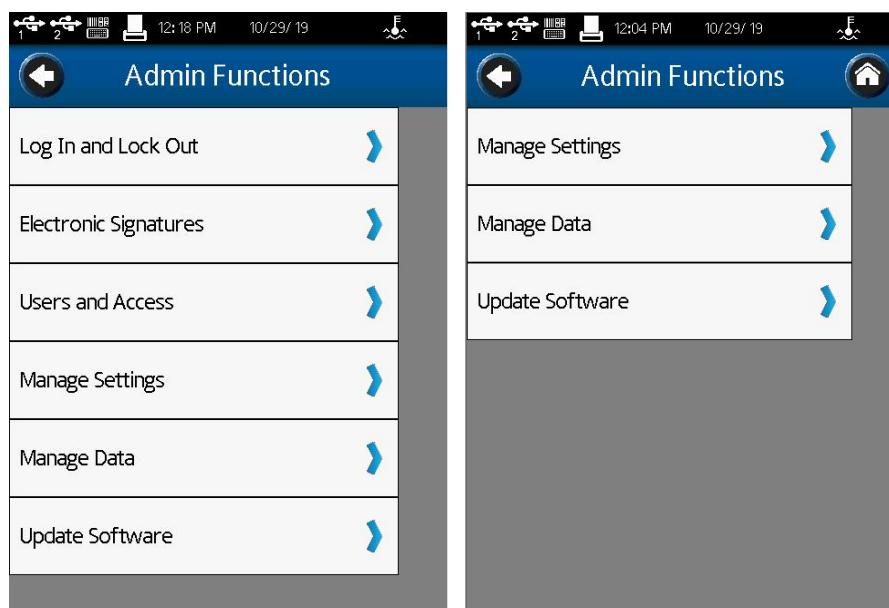 1 2 12:18 PM 10/29/ 19
Admin Functions
Log In and Lock Out
Electronic Signatures
Users and Access
Manage Settings
Manage Data
Update Software
1 2 12:04 PM 10/29/ 19
Admin Functions
Manage Settings
Manage Data
Update Software